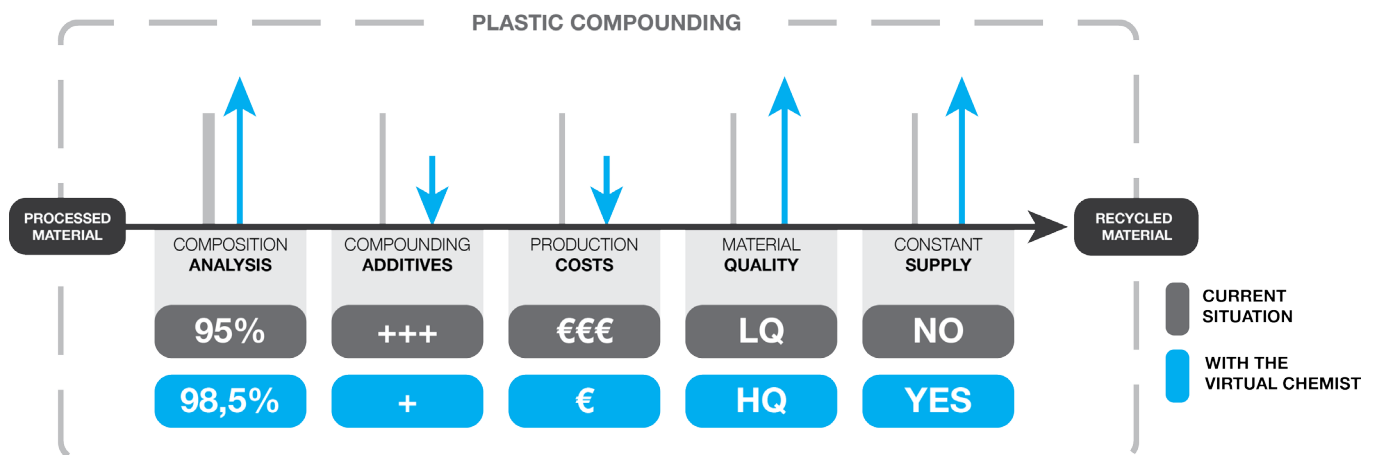 PLASTIC COMPOUNDING
PROCESSED
MATERIAL
RECYCLED
MATERIAL
COMPOSITION
ANALYSIS
COMPOUNDING
ADDITIVES
PRODUCTION
COSTS
MATERIAL
QUALITY
CONSTANT
SUPPLY
95%
+++
€€€
LQ
NO
98,5%
+
€
HQ
YES
CURRENT
SITUATION
WITH THE
VIRTUAL CHEMIST